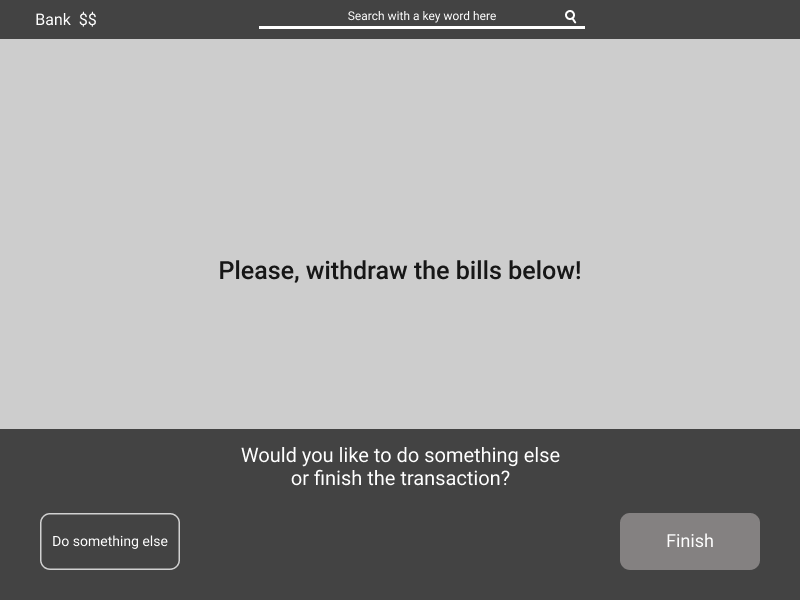 Bank $$
Search with a key word here
Please, withdraw the bills below!
Would you like to do something else
or finish the transaction?
Do something else
Finish